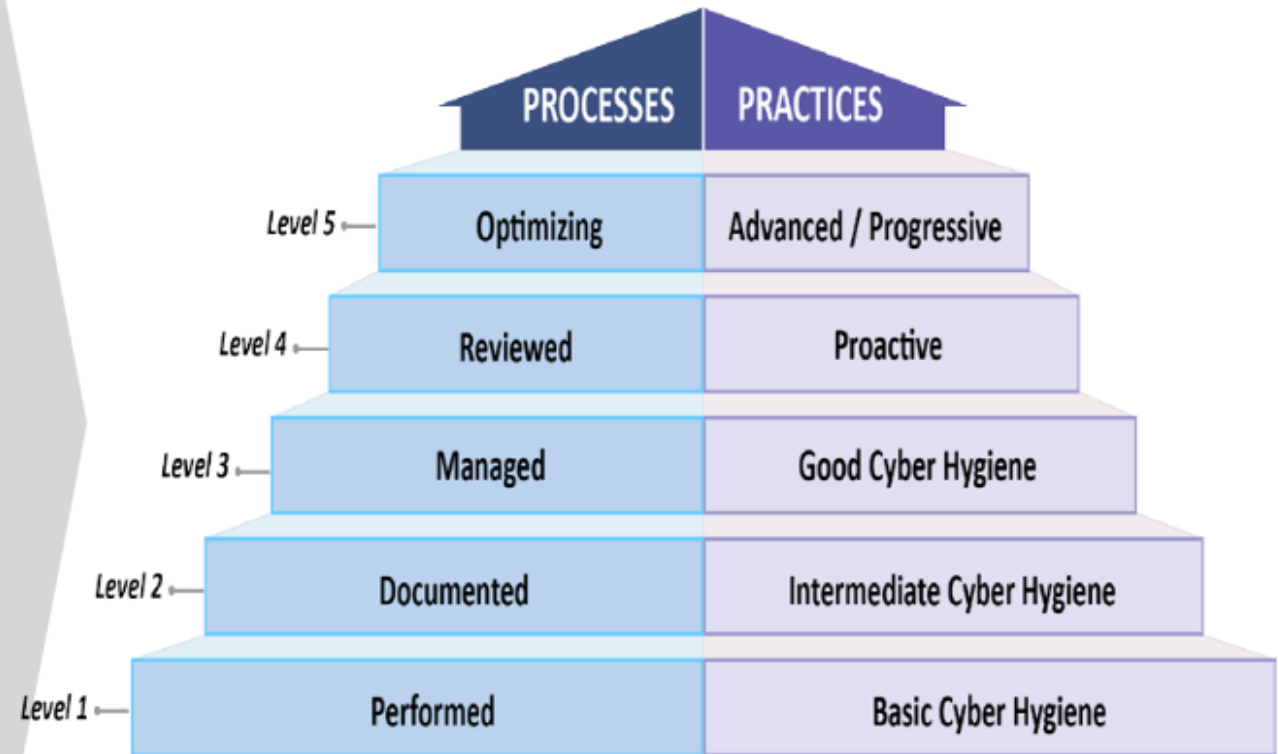 PROCESSES PRACTICES
Level 5 Optimizing Advanced / Progressive
Level 4 Reviewed Proactive
Level 3 Managed Good Cyber Hygiene
Level 2 Documented Intermediate Cyber Hygiene
Level 1 Performed Basic Cyber Hygiene